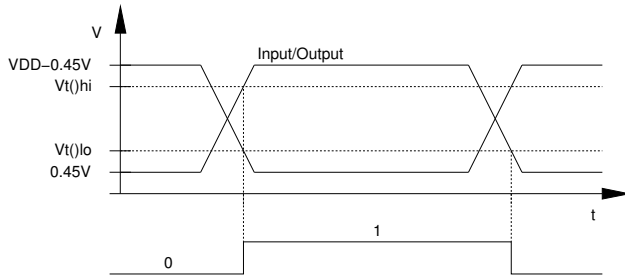 V
Input/Output
VDD–0.45V
Vt()hi
Vt()lo
0.45V
t
1
0